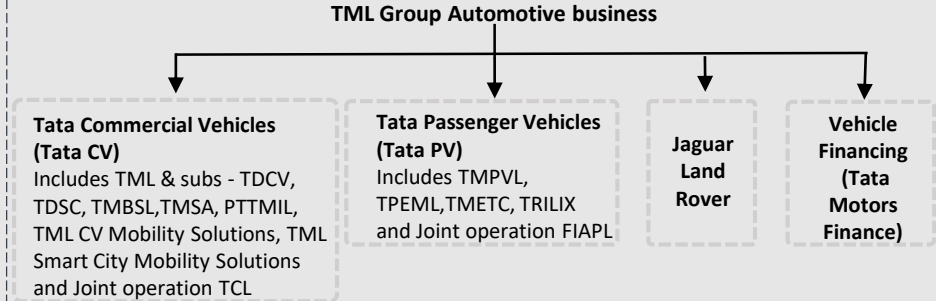 TML Group Automotive business
Tata Commercial Vehicles
(Tata CV)
Includes TML & subs - TDCV,
TDSC, TMBSL,TMSA, PTTMIL,
TML CV Mobility Solutions, TML
Smart City Mobility Solutions
and Joint operation TCL
Tata Passenger Vehicles
(Tata PV)
Includes TMPVL,
TPEML,TMETC, TRILIX
and Joint operation FIAPL
Jaguar
Land
Rover
Vehicle
Financing
(Tata
Motors
Finance)